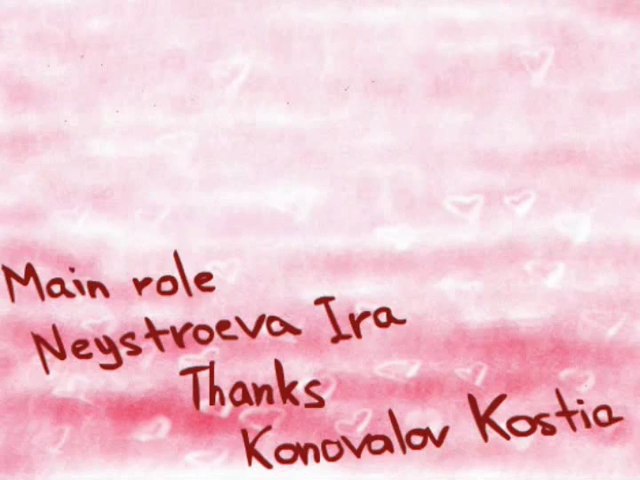 Main role
Neystroeva Ira
Thanks
Konovalov Kostia